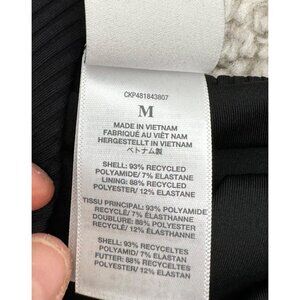 CKP481843807
M
MADE IN VIETNAM
FABRIQUÉ AU VIÊT NAM
HERGESTELLT IN VIETNAM
ベトナム製
SHELL: 93% RECYCLED
POLYAMIDE/ 7% ELASTANE
LINING: 88% RECYCLED
POLYESTER/ 12% ELASTANE
TISSU PRINCIPAL: 93% POLYAMIDE
RECYCLÉ/ 7% ÉLASTHANNE
DOUBLURE: 88% POLYESTER
RECYCLÉ/ 12% ÉLASTHANNE
SHELL: 93% RECYCELTES
POLYAMID/ 7% ELASTAN
FUTTER: 88% RECYCELTES
POLYESTER/ 12% ELASTAN